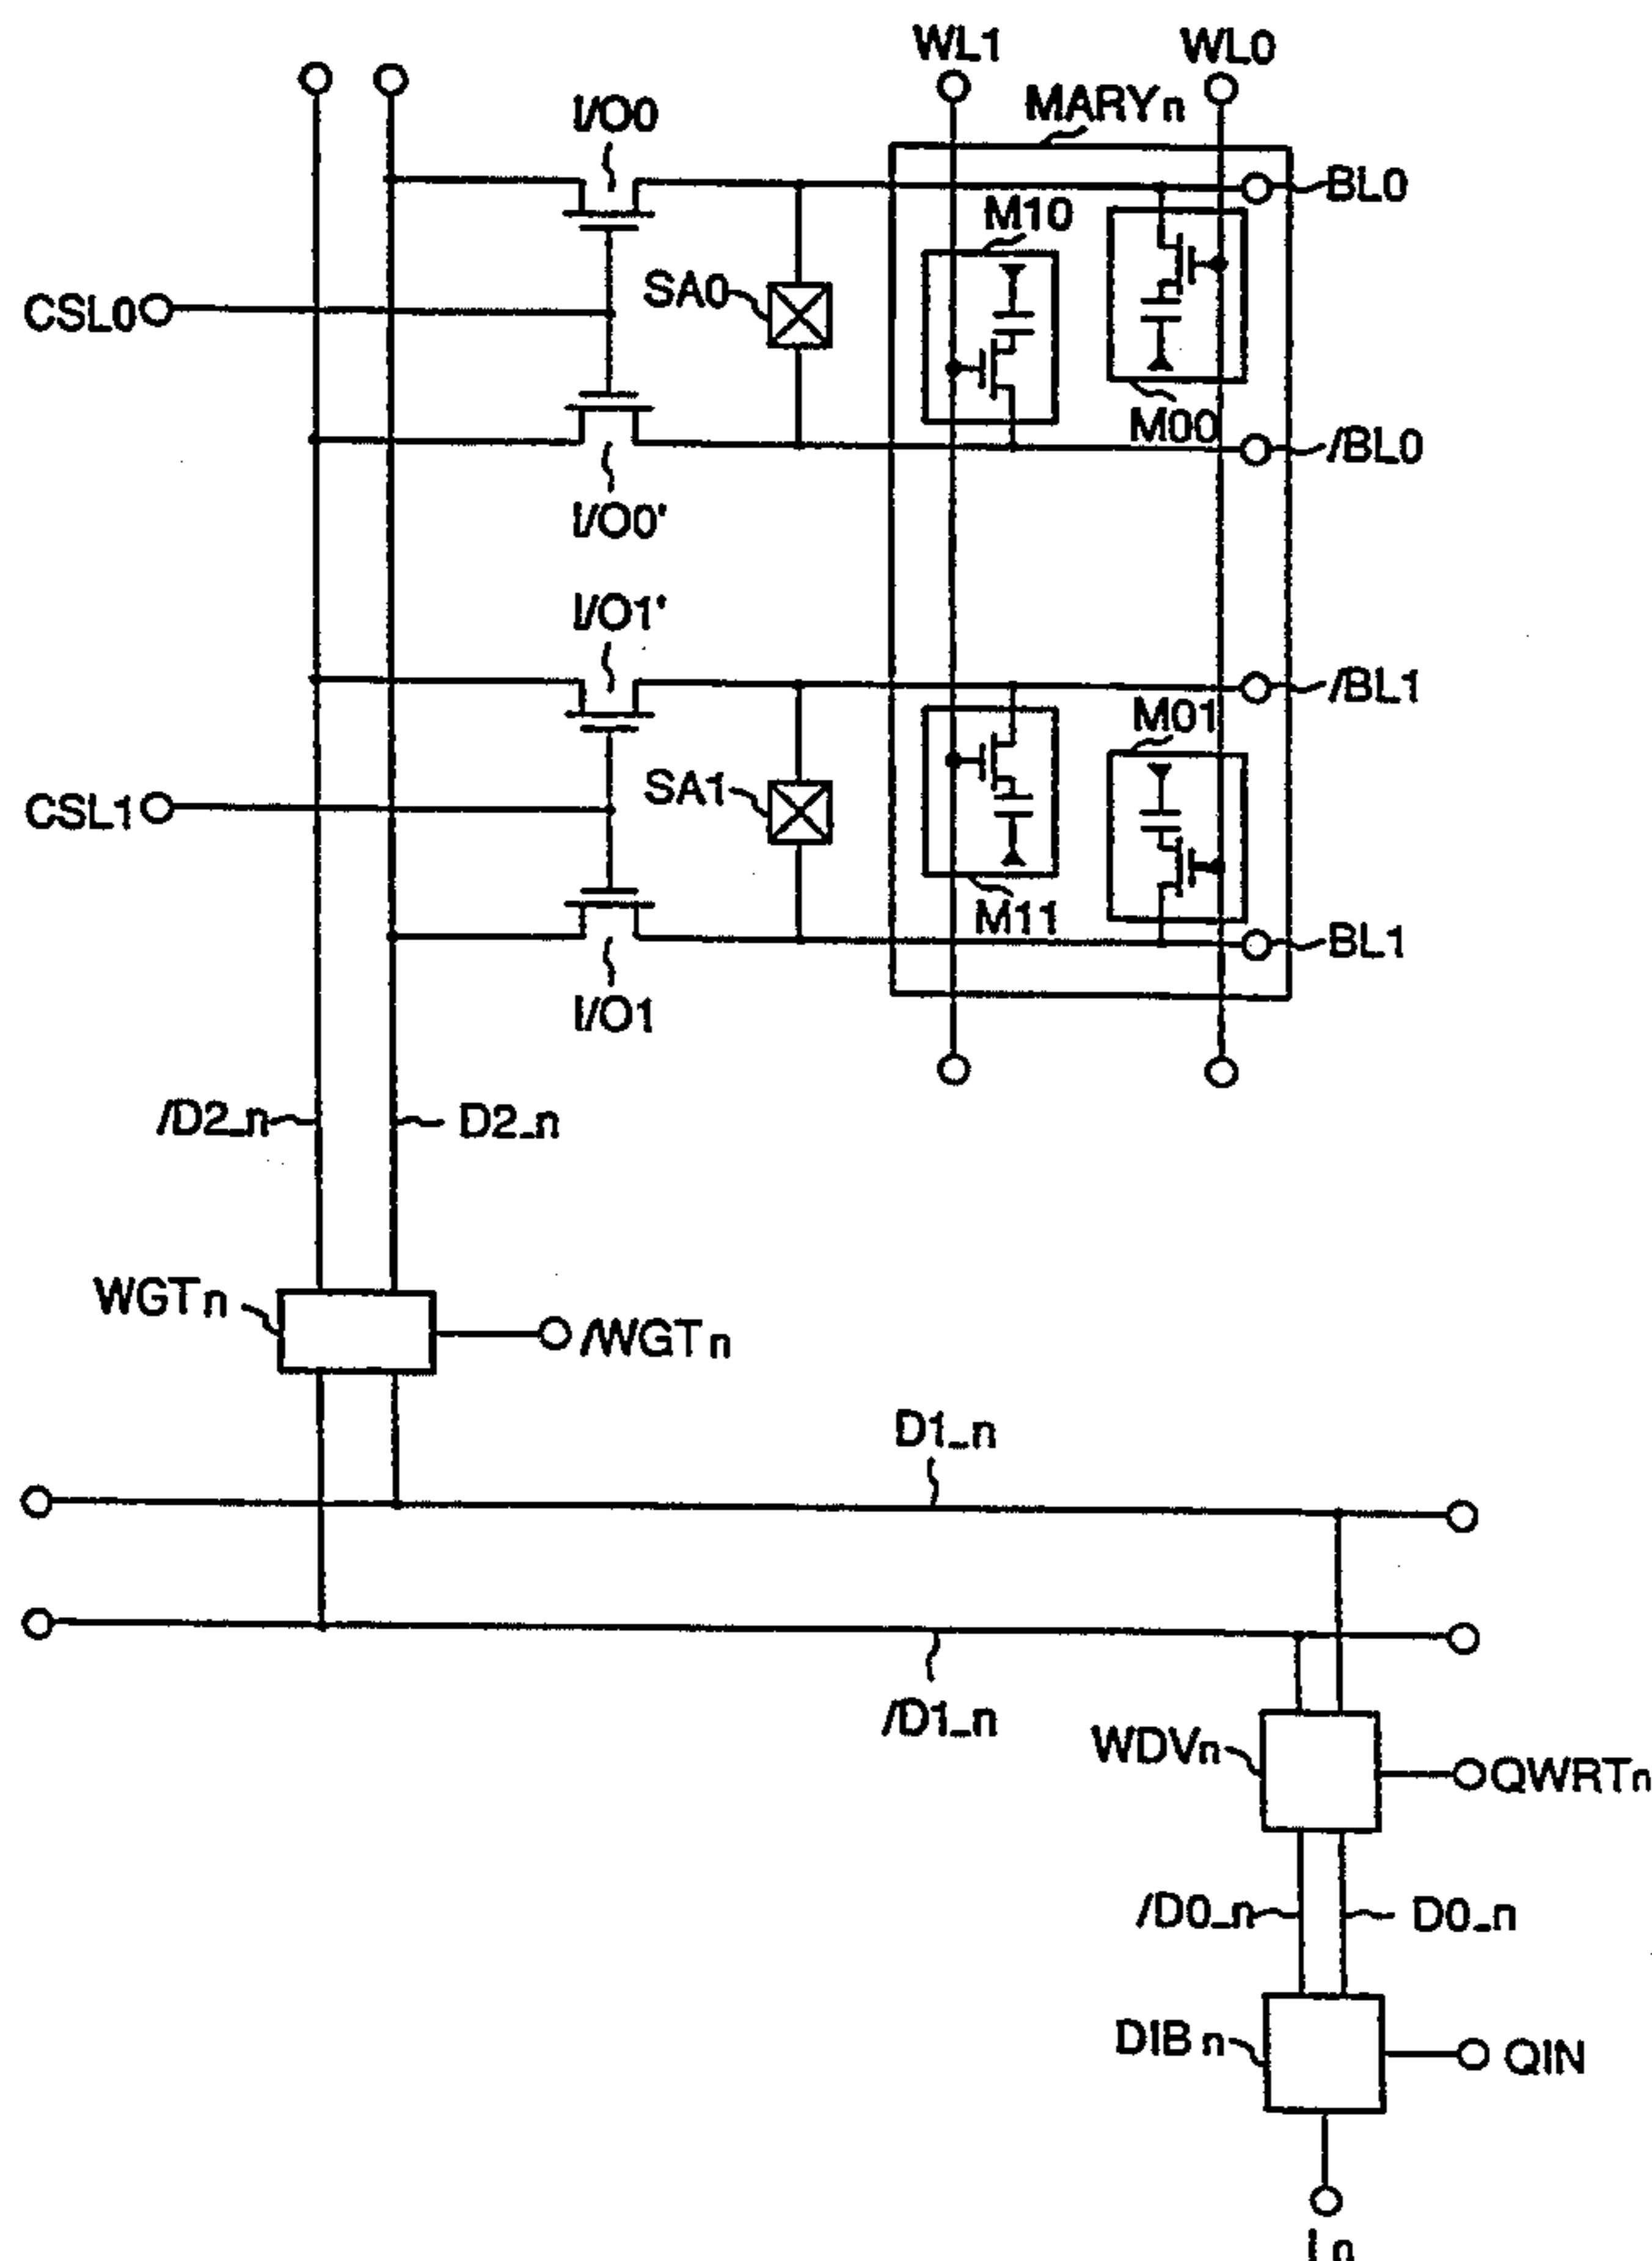 WL1
WL0
I/O0
MARYn
BL0
M10
CSL0
SA0
M00
/BL0
I/O0'
I/O1'
/BL1
M01
CSL1
SA1
M11
BL1
I/O1
/D2_n
D2_n
WGTn
/WGTn
D1_n
/D1_n
WDVn
QWRTn
/D0_n
D0_n
DIBn
QIN